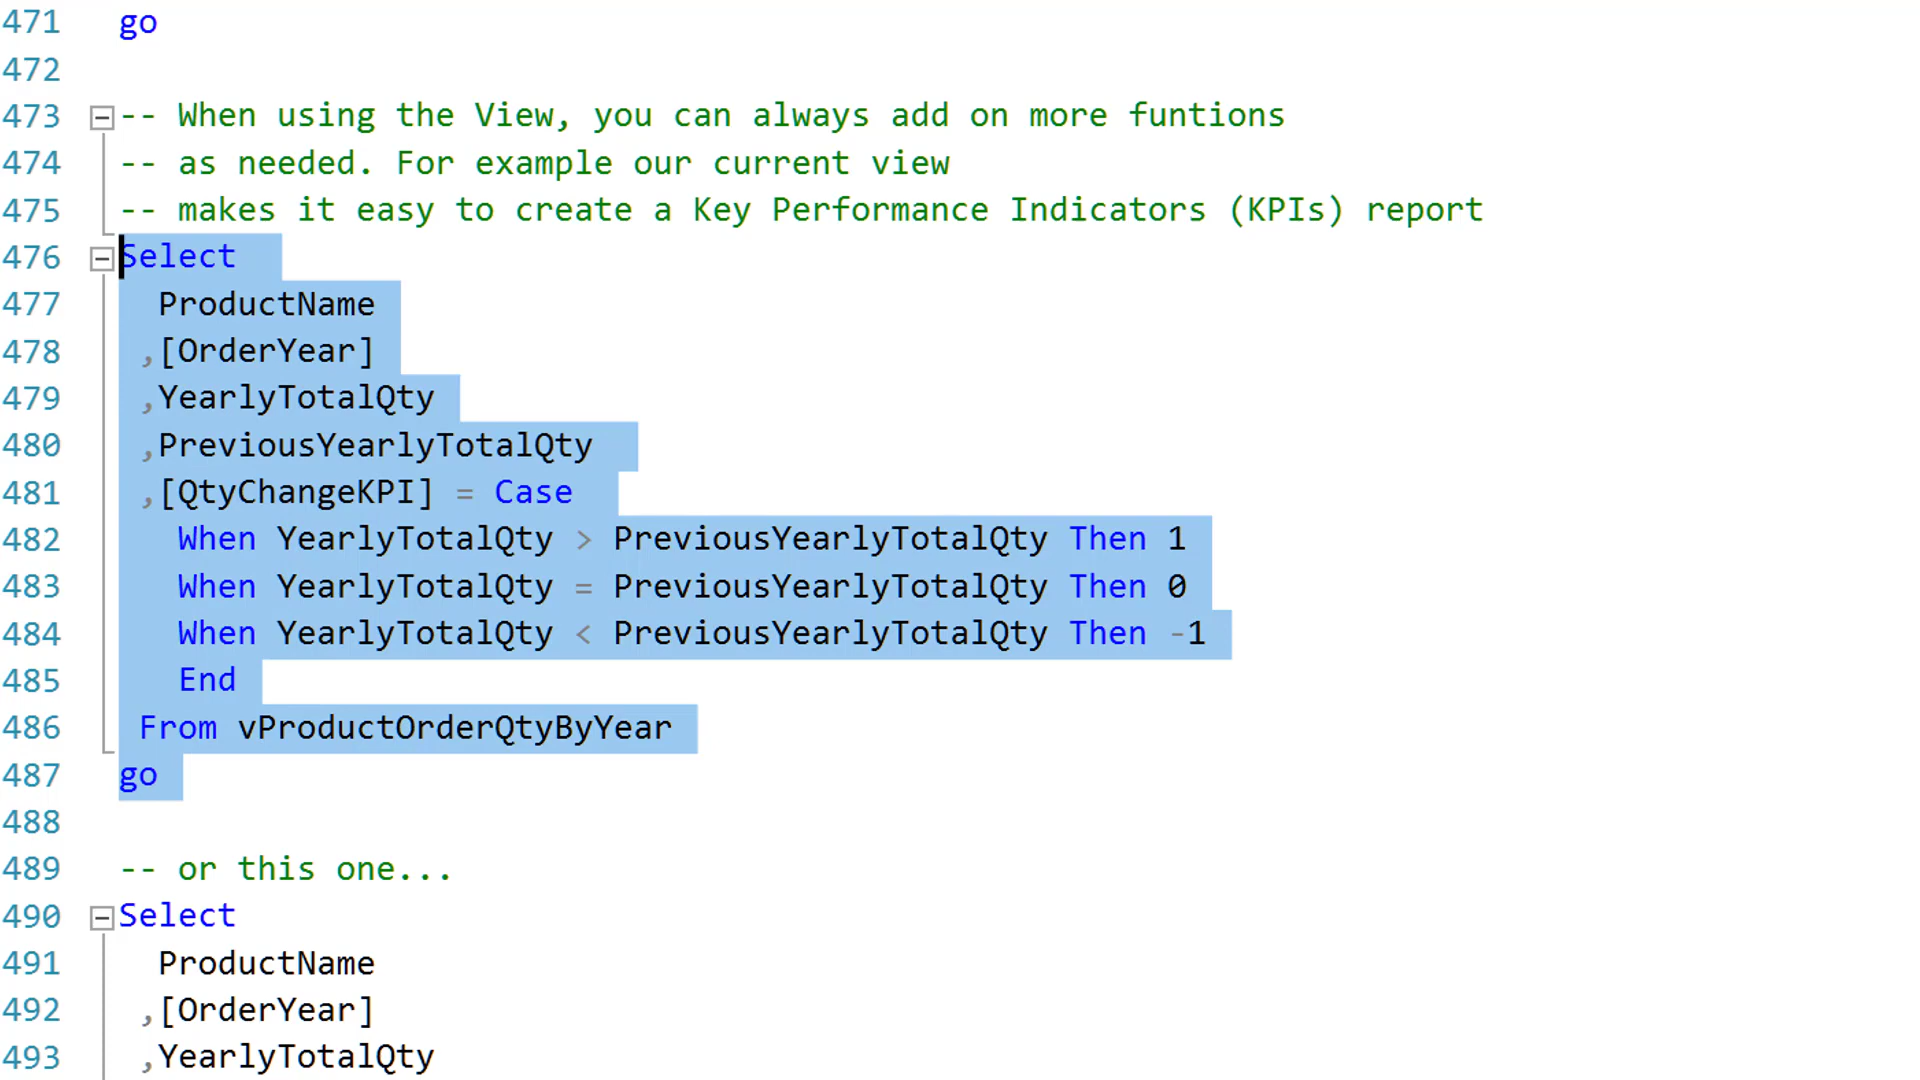 471 go
472
473 -- When using the View, you can always add on more funtions
474 -- as needed. For example our current view
475 -- makes it easy to create a Key Performance Indicators (KPIs) report
476 Select
477 ProductName
478 ,[OrderYear]
479 ,YearlyTotalQty
480 ,PreviousYearlyTotalQty
481 ,[QtyChangeKPI] = Case
482 When YearlyTotalQty > PreviousYearlyTotalQty Then 1
483 When YearlyTotalQty = PreviousYearlyTotalQty Then 0
484 When YearlyTotalQty < PreviousYearlyTotalQty Then -1
485 End
486 From vProductOrderQtyByYear
487 go
488
489 -- or this one...
490 Select
491 ProductName
492 ,[OrderYear]
493 ,YearlyTotalQty